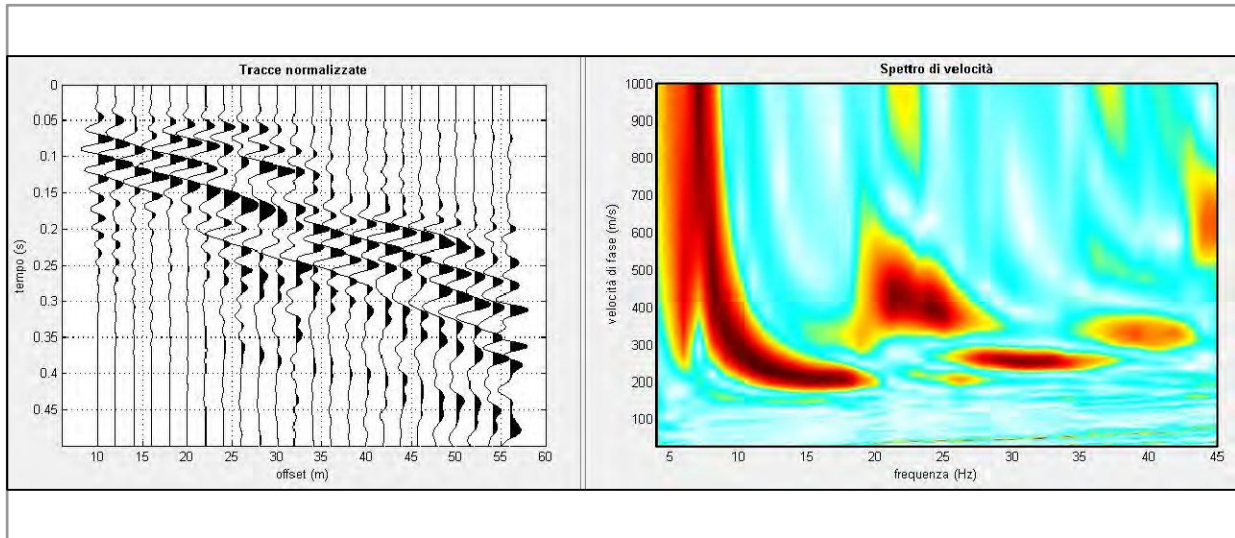 Tracce normalizzate
0
0.05
0.1
0.15
0.2
0.25
0.3
0.35
0.4
0.45
tempo (s)
10 15 20 25 30 35 40 45 50 55 60
offset (m)
Spettro di velocità
1000
900
800
700
600
500
400
300
200
100
velocità di fase (m/s)
5 10 15 20 25 30 35 40 45
frequenza (Hz)